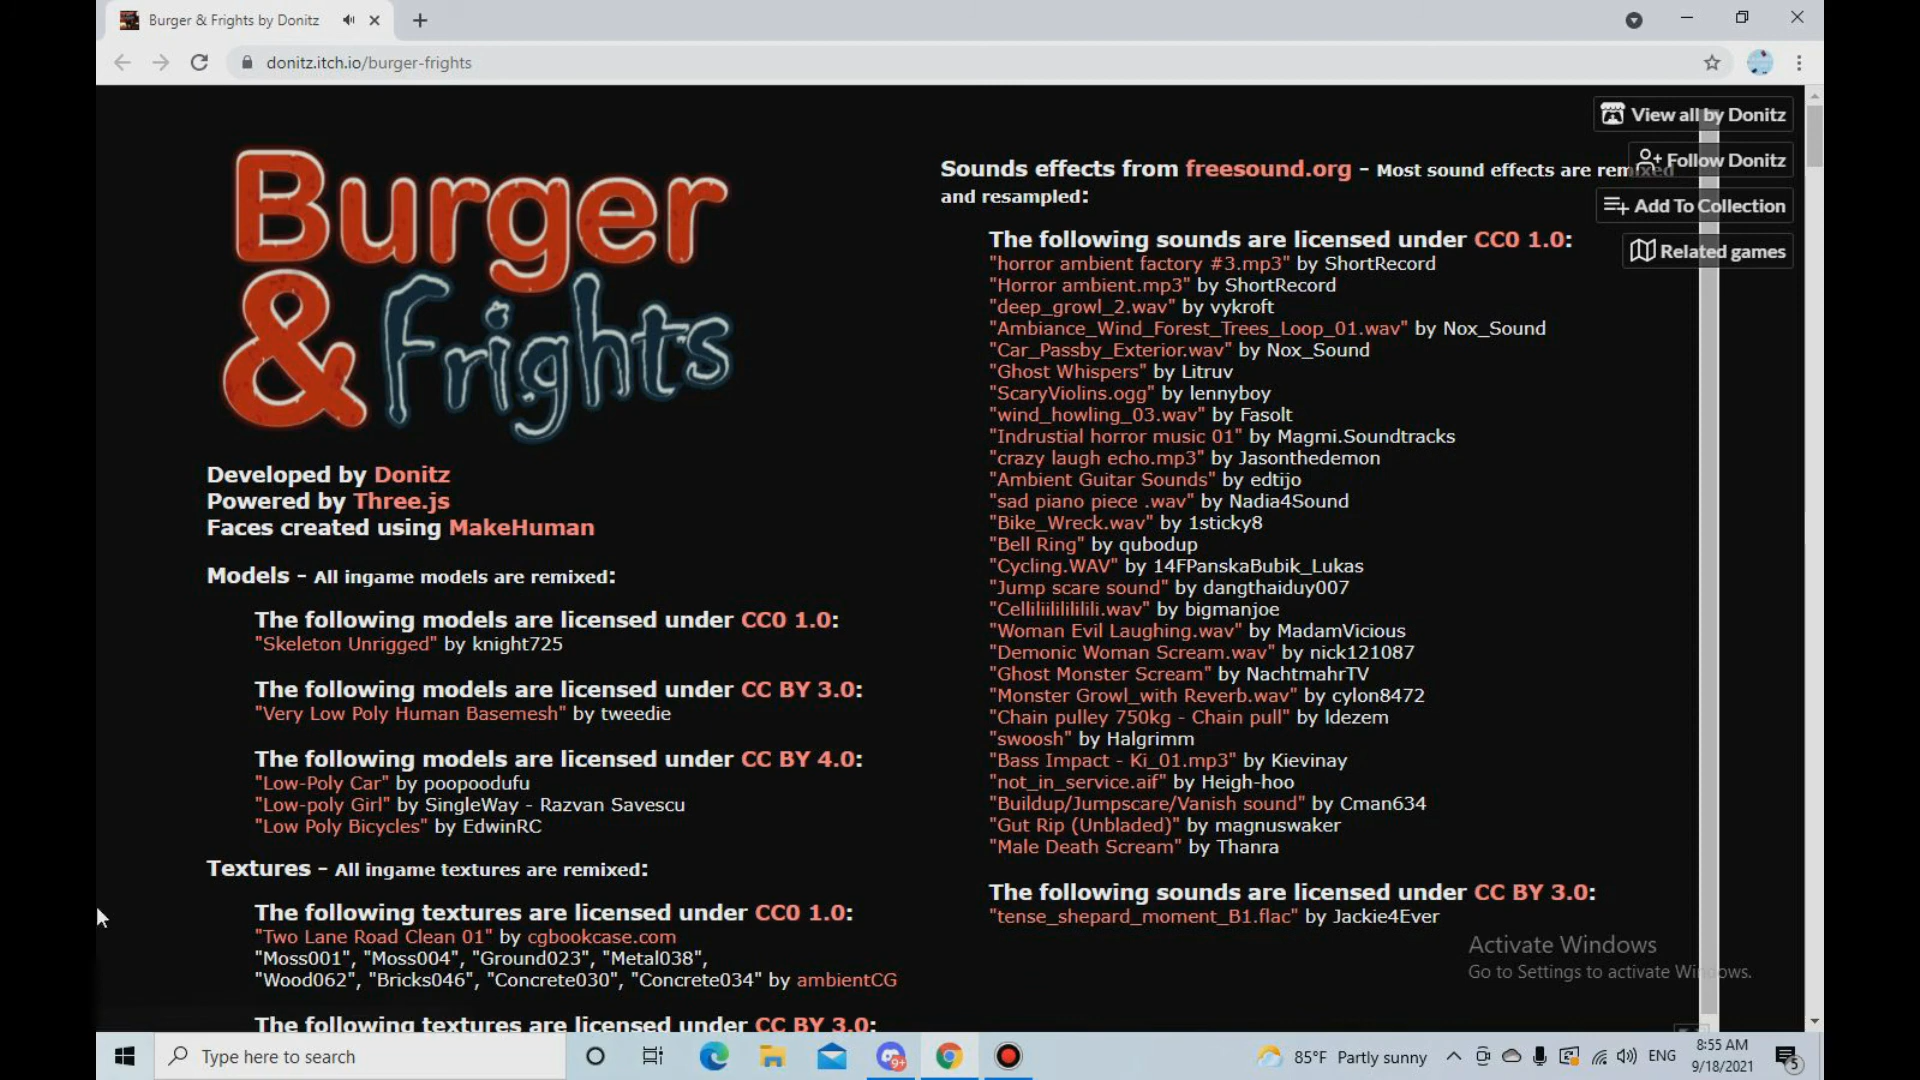 Burger & Frights by Donitz
donitz.itch.io/burger-frights
View all by Donitz
Follow Donitz
Add To Collection
Related games
Burger
& Frights
Developed by Donitz
Powered by Three.js
Faces created using MakeHuman
Models - All ingame models are remixed:
The following models are licensed under CC0 1.0:
"Skeleton Unrigged" by knight725
The following models are licensed under CC BY 3.0:
"Very Low Poly Human Basemesh" by tweedie
The following models are licensed under CC BY 4.0:
"Low-Poly Car" by poopoodufu
"Low-poly Girl" by SingleWay - Razvan Savescu
"Low Poly Bicycles" by EdwinRC
Textures - All ingame textures are remixed:
The following textures are licensed under CC0 1.0:
"Two Lane Road Clean 01" by cgbookcase.com
"Moss001", "Moss004", "Ground023", "Metal038",
"Wood062", "Bricks046", "Concrete030", "Concrete034" by ambientCG
The following textures are licensed under CC BY 3.0:
Sounds effects from freesound.org - Most sound effects are remixed
and resampled:
The following sounds are licensed under CC0 1.0:
"horror ambient factory #3.mp3" by ShortRecord
"Horror ambient.mp3" by ShortRecord
"deep_growl_2.wav" by vykroft
"Ambiance_Wind_Forest_Trees_Loop_01.wav" by Nox_Sound
"Car_Passby_Exterior.wav" by Nox_Sound
"Ghost Whispers" by Litruv
"ScaryViolins.ogg" by lennyboy
"wind_howling_03.wav" by Fasolt
"Indrustial horror music 01" by Magmi.Soundtracks
"crazy laugh echo.mp3" by Jasonthedemon
"Ambient Guitar Sounds" by edtijo
"sad piano piece .wav" by Nadia4Sound
"Bike_Wreck.wav" by 1sticky8
"Bell Ring" by qubodup
"Cycling.WAV" by 14FPanskaBubik_Lukas
"Jump scare sound" by dangthaiduy007
by bigmanjoe
"Woman Evil Laughing.wav" by MadamVicious
"Demonic Woman Scream.wav" by nick121087
"Ghost Monster Scream" by NachtmahrTV
"Monster Growl_with Reverb.wav" by cylon8472
"Chain pulley 750kg - Chain pull" by ldezem
"swoosh" by Halgrimm
"Bass Impact - Ki_01.mp3" by Kievinay
"not_in_service.aif" by Heigh-hoo
"Buildup/Jumpscare/Vanish sound" by Cman634
"Gut Rip (Unbladed)" by magnuswaker
"Male Death Scream" by Thanra
The following sounds are licensed under CC BY 3.0:
"tense_shepard_moment_B1.flac" by Jackie4Ever
Activate Windows
Go to Settings to activate Windows.
Type here to search
9+
85°F Partly sunny
ENG
8:55 AM
9/18/2021
5